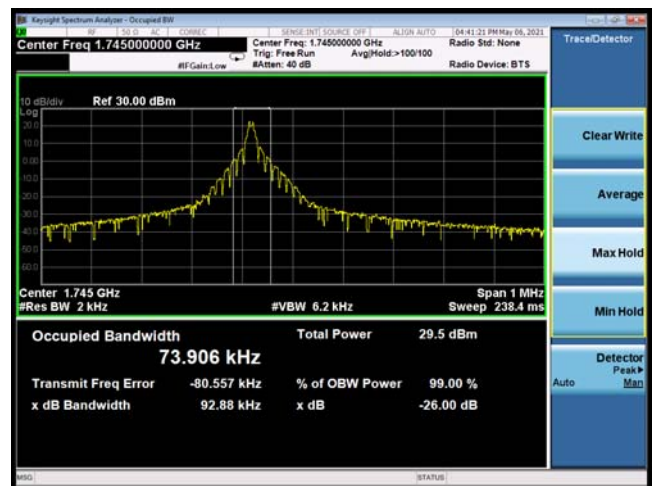 Keysight Spectrum Analyzer - Occupied BW
RF 50 Ω AC CORREC SENSE:INT SOURCE OFF ALIGN AUTO 04:41:21 PM May 06, 2021
Center Freq 1.745000000 GHz Center Freq: 1.745000000 GHz Radio Std: None Trace/Detector
Trig: Free Run Avg|Hold:>100/100
#IFGain:Low #Atten: 40 dB Radio Device: BTS
10 dB/div Ref 30.00 dBm
Log
20.0
10.0
0.00
10.0
20.0
30.0
40.0
50.0
60.0
Center 1.745 GHz Span 1 MHz
#Res BW 2 kHz #VBW 6.2 kHz Sweep 238.4 ms
Occupied Bandwidth Total Power 29.5 dBm
73.906 kHz
Transmit Freq Error -80.557 kHz % of OBW Power 99.00 %
x dB Bandwidth 92.88 kHz x dB -26.00 dB
Clear Write
Average
Max Hold
Min Hold
Detector
Peak▶
Auto Man
MSG STATUS